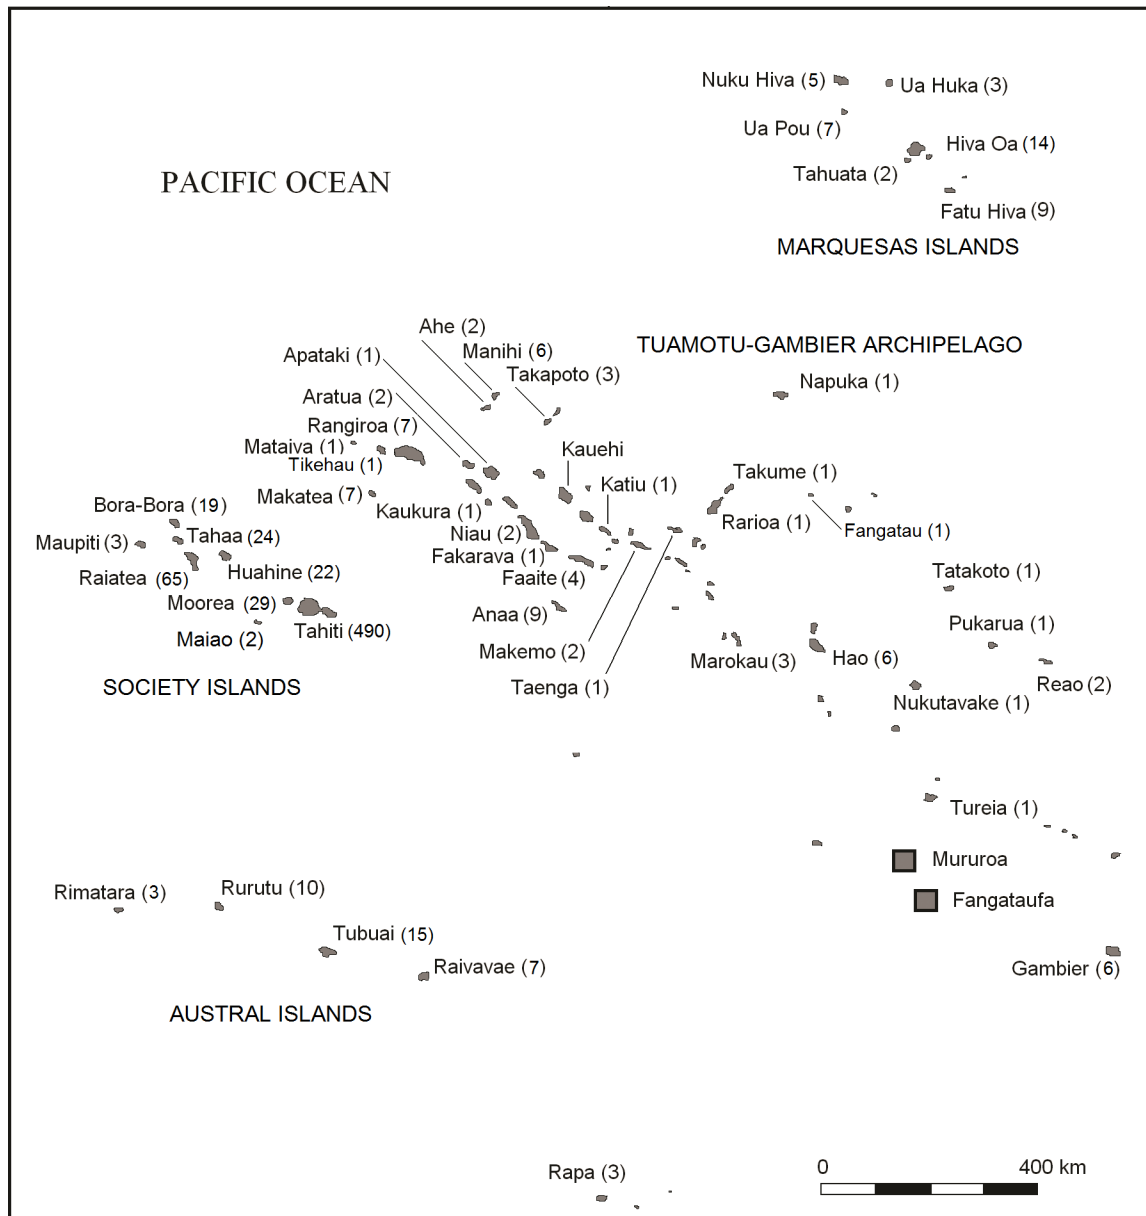 Nuku Hiva (5)
Ua Huka (3)
Ua Pou (7)
Hiva Oa (14)
Tahuata (2)
PACIFIC OCEAN
Fatu Hiva (9)
MARQUESAS ISLANDS
Ahe (2)
TUAMOTU-GAMBIER ARCHIPELAGO
Manihi (6)
Apataki (1)
Takapoto (3)
Napuka (1)
Aratua (2)
Rangiroa (7)
Mataiva (1)
Kauehi
Tikehau (1)
Takume (1)
Katiu (1)
Makatea (7)
Bora-Bora (19)
Kaukura (1)
Rarioa (1)
Fangatau (1)
Niau (2)
Tahaa (24)
Maupiti (3)
Fakarava (1)
Huahine (22)
Tatakoto (1)
Raiatea (65)
Faaite (4)
Moorea (29)
Anaa (9)
Pukarua (1)
Tahiti (490)
Maiao (2)
Makemo (2)
Marokau (3)
Hao (6)
Reao (2)
SOCIETY ISLANDS
Taenga (1)
Nukutavake (1)
Tureia (1)
Mururoa
Rimatara (3)
Rurutu (10)
Fangataufa
Tubuai (15)
Raivavae (7)
Gambier (6)
AUSTRAL ISLANDS
Rapa (3)
0 400 km